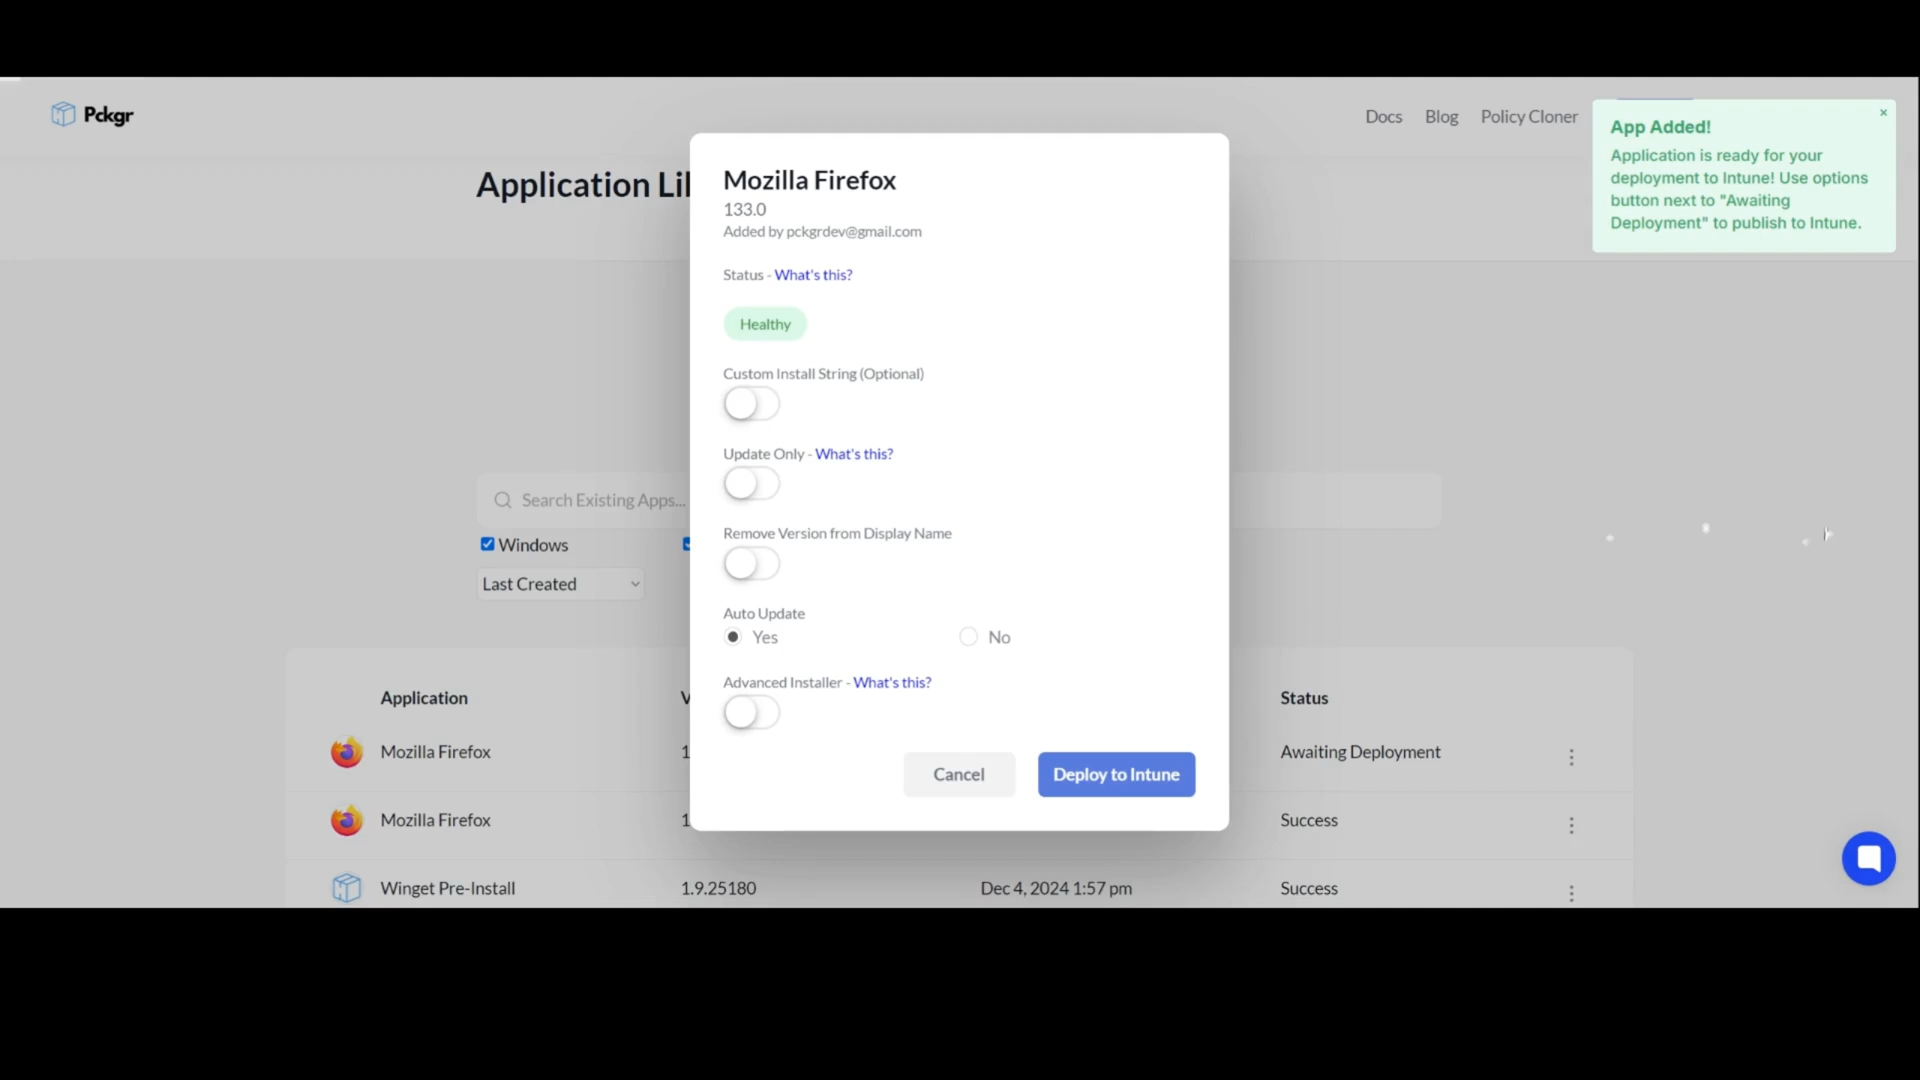 Pckgr
Docs
Blog
Policy Cloner
App Added!
Application is ready for your
deployment to Intune! Use options
button next to "Awaiting
Deployment" to publish to Intune.
×
Application Li
Mozilla Firefox
133.0
Added by pckgrdev@gmail.com
Status - What's this?
Healthy
Custom Install String (Optional)
Update Only - What's this?
Remove Version from Display Name
Auto Update
Yes
No
Advanced Installer - What's this?
Cancel
Deploy to Intune
Search Existing Apps...
Windows
Last Created
Application
V
Status
Mozilla Firefox
1
Awaiting Deployment
Mozilla Firefox
1
Success
Winget Pre-Install
1.9.25180
Dec 4, 2024 1:57 pm
Success